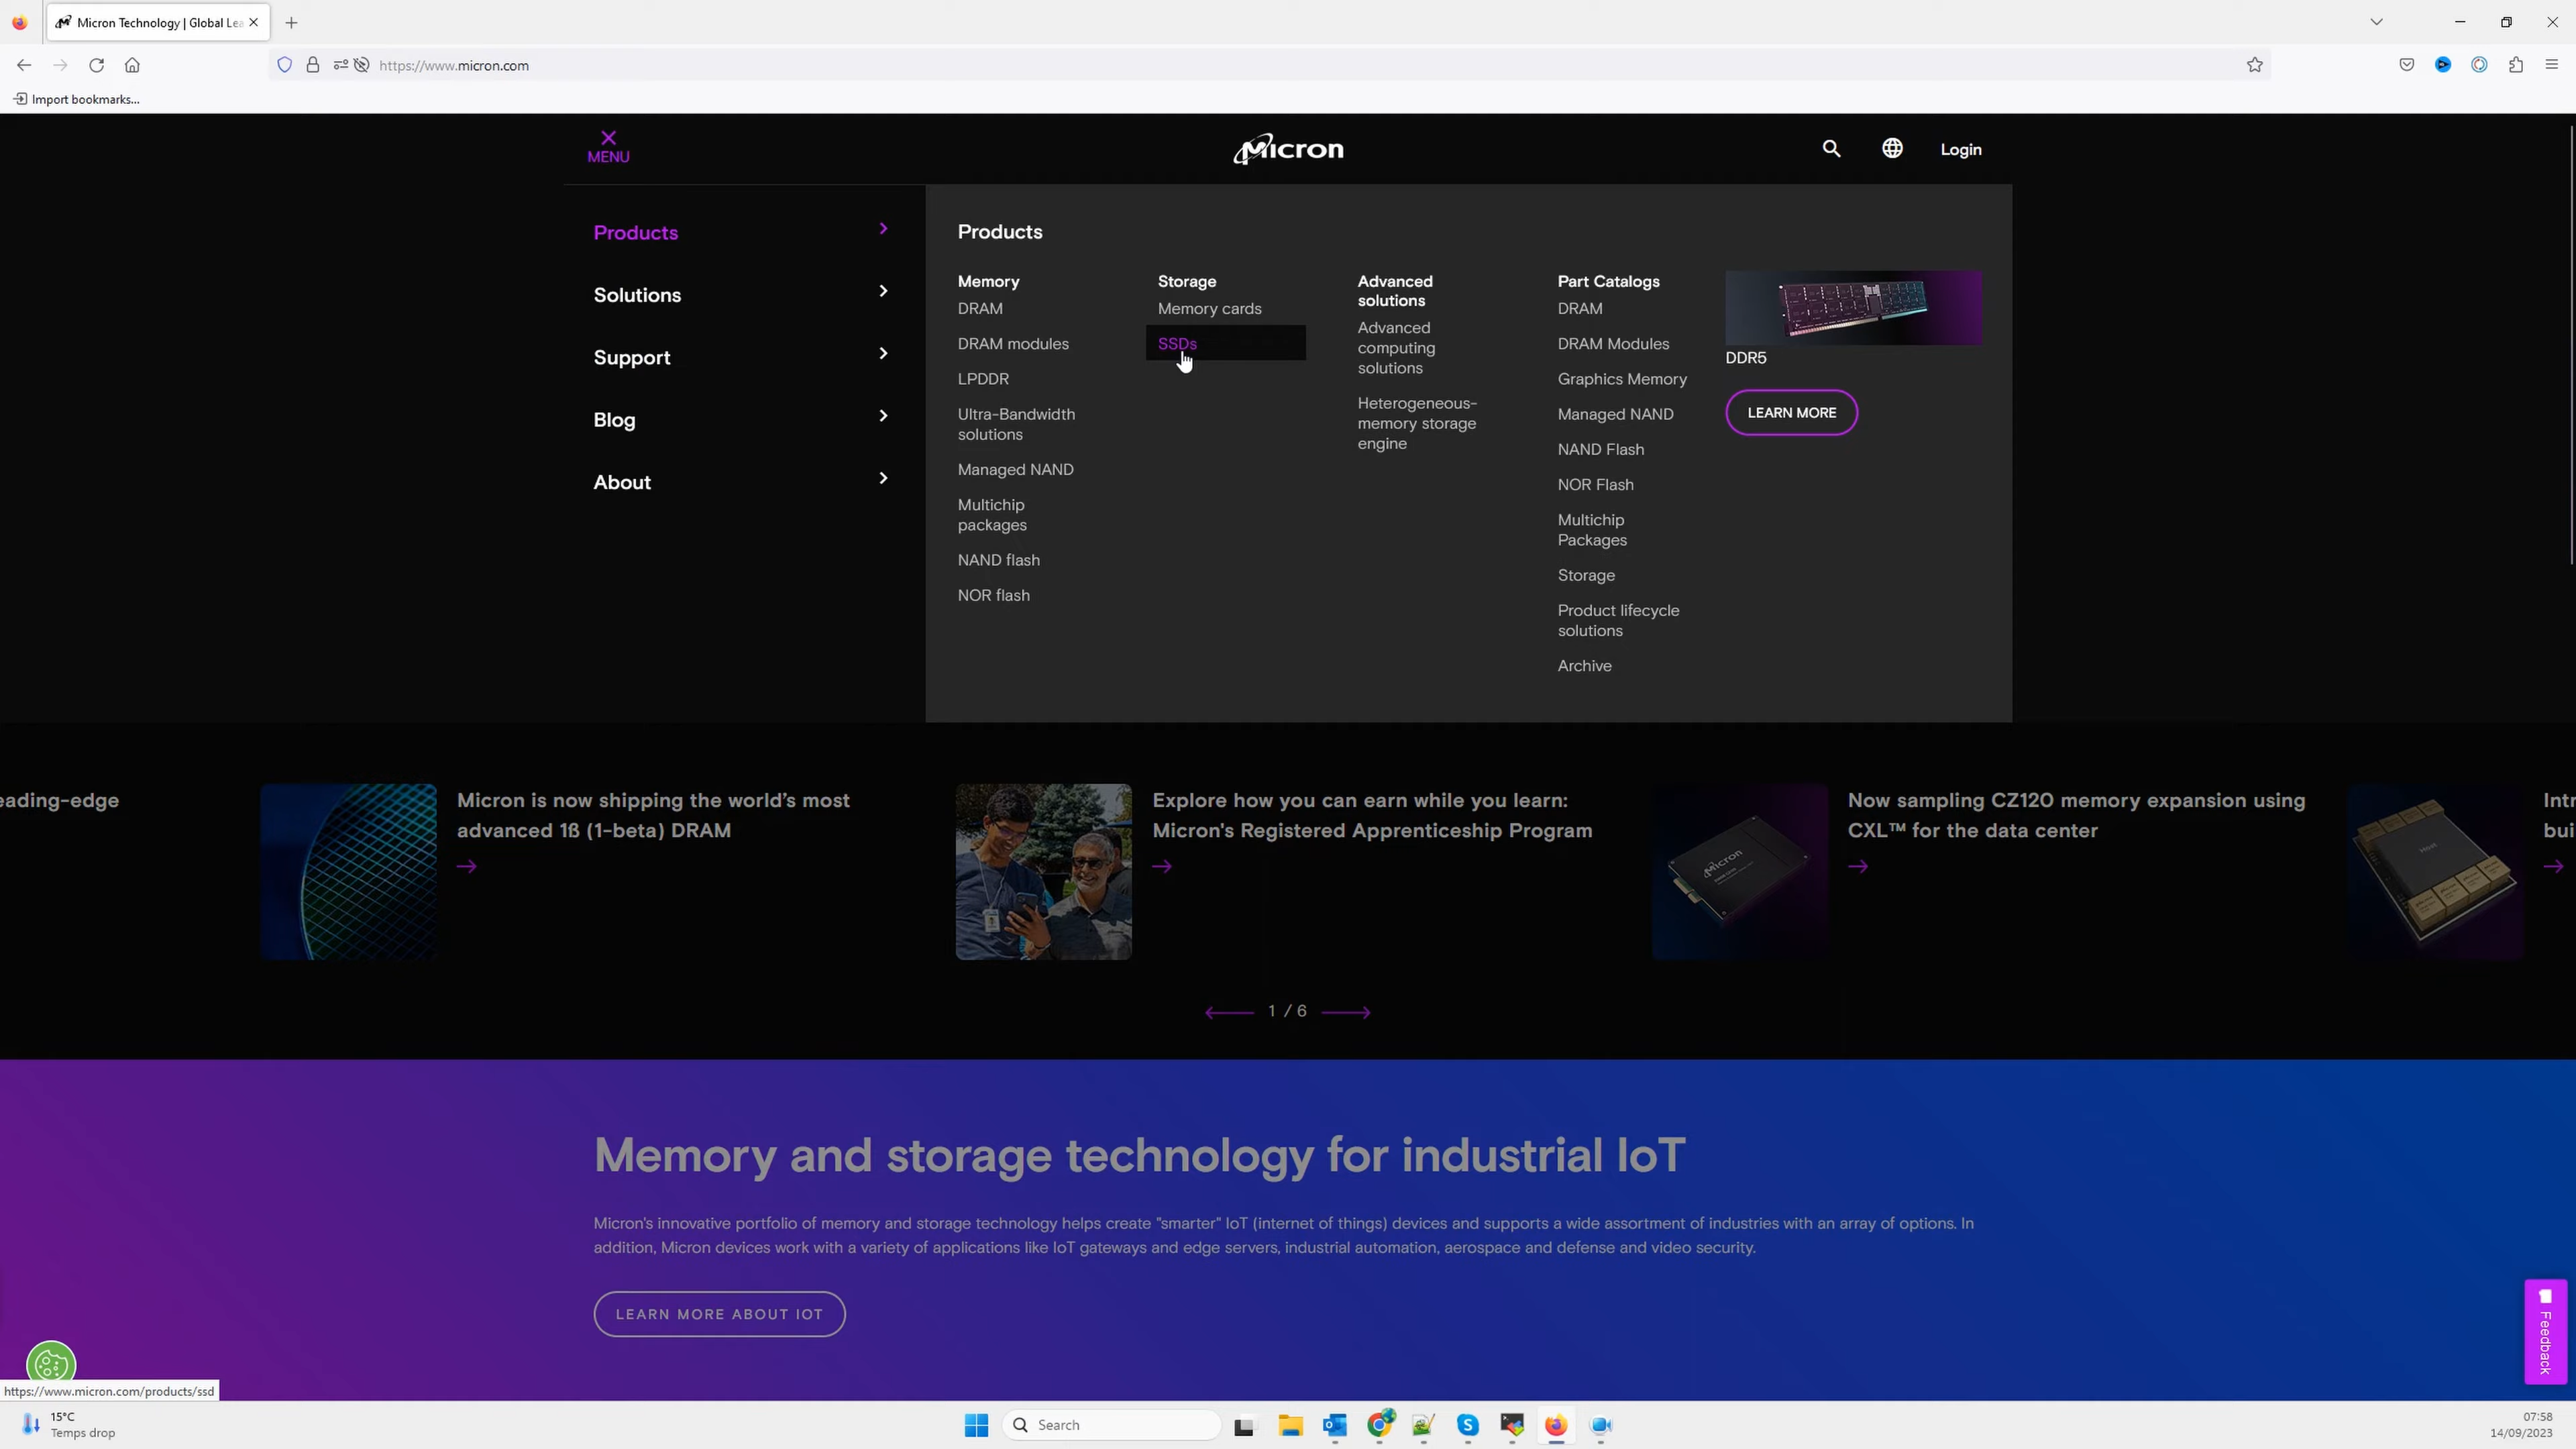 Micron Technology | Global Lea
https://www.micron.com
Import bookmarks...
MENU
Micron
Login
Products
Solutions
Support
Blog
About
Products
Memory
DRAM
DRAM modules
LPDDR
Ultra-Bandwidth
solutions
Managed NAND
Multichip
packages
NAND flash
NOR flash
Storage
Memory cards
SSDs
Advanced
solutions
Advanced
computing
solutions
Heterogeneous-
memory storage
engine
Part Catalogs
DRAM
DRAM Modules
Graphics Memory
Managed NAND
NAND Flash
NOR Flash
Multichip
Packages
Storage
Product lifecycle
solutions
Archive
DDR5
LEARN MORE
eading-edge
Micron is now shipping the world's most
advanced 1ß (1-beta) DRAM
Explore how you can earn while you learn:
Micron's Registered Apprenticeship Program
Micron
Now sampling CZ120 memory expansion using
CXL™ for the data center
Host
Intr
bui
1 / 6
Memory and storage technology for industrial IoT
Micron's innovative portfolio of memory and storage technology helps create "smarter" IoT (internet of things) devices and supports a wide assortment of industries with an array of options. In
addition, Micron devices work with a variety of applications like IoT gateways and edge servers, industrial automation, aerospace and defense and video security.
LEARN MORE ABOUT IOT
Feedback
https://www.micron.com/products/ssd
15°C
Temps drop
Search
07:58
14/09/2023